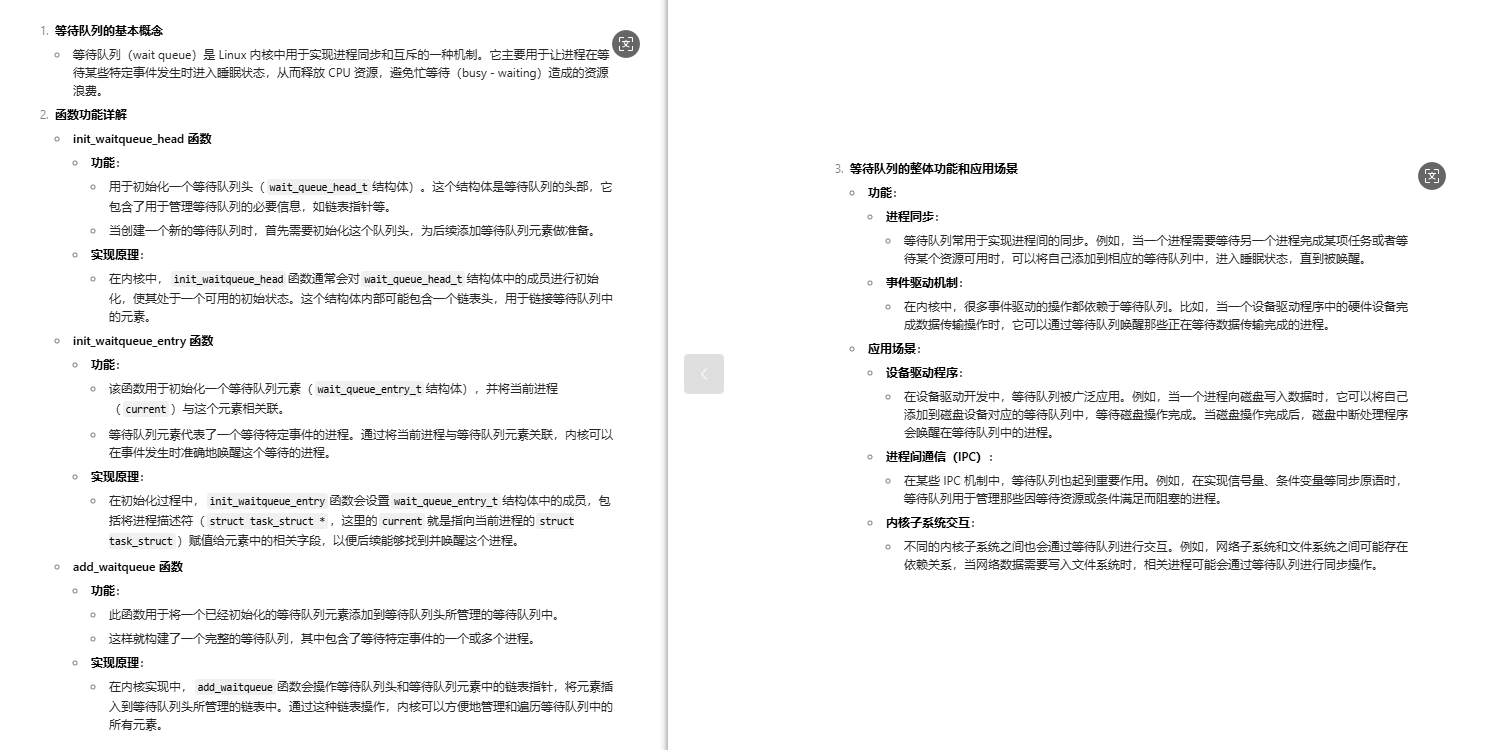 1. 等待队列的基本概念
等待队列（wait queue）是 Linux 内核中用于实现进程同步和互斥的一种机制。它主要用于让进程在等
待某些特定事件发生时进入睡眠状态，从而释放 CPU 资源，避免忙等待（busy - waiting）造成的资源
浪费。
2. 函数功能详解
init_waitqueue_head 函数
功能：
用于初始化一个等待队列头（ wait_queue_head_t 结构体）。这个结构体是等待队列的头部，它
包含了用于管理等待队列的必要信息，如链表指针等。
当创建一个新的等待队列时，首先需要初始化这个队列头，为后续添加等待队列元素做准备。
实现原理：
在内核中， init_waitqueue_head 函数通常会对 wait_queue_head_t 结构体中的成员进行初始
化，使其处于一个可用的初始状态。这个结构体内部可能包含一个链表头，用于链接等待队列中
的元素。
init_waitqueue_entry 函数
功能：
该函数用于初始化一个等待队列元素（ wait_queue_entry_t 结构体），并将当前进程
（ current ）与这个元素相关联。
等待队列元素代表了一个等待特定事件的进程。通过将当前进程与等待队列元素关联，内核可以
在事件发生时准确地唤醒这个等待的进程。
实现原理：
在初始化过程中， init_waitqueue_entry 函数会设置 wait_queue_entry_t 结构体中的成员，包
括将进程描述符（ struct task_struct * ，这里的 current 就是指向当前进程的 struct
task_struct ）赋值给元素中的相关字段，以便后续能够找到并唤醒这个进程。
add_waitqueue 函数
功能：
此函数用于将一个已经初始化的等待队列元素添加到等待队列头所管理的等待队列中。
这样就构建了一个完整的等待队列，其中包含了等待特定事件的一个或多个进程。
实现原理：
在内核实现中， add_waitqueue 函数会操作等待队列头和等待队列元素中的链表指针，将元素插
入到等待队列头所管理的链表中。通过这种链表操作，内核可以方便地管理和遍历等待队列中的
所有元素。
3. 等待队列的整体功能和应用场景
功能：
进程同步：
等待队列常用于实现进程间的同步。例如，当一个进程需要等待另一个进程完成某项任务或者等
待某个资源可用时，可以将自己添加到相应的等待队列中，进入睡眠状态，直到被唤醒。
事件驱动机制：
在内核中，很多事件驱动的操作都依赖于等待队列。比如，当一个设备驱动程序中的硬件设备完
成数据传输操作时，它可以通过等待队列唤醒那些正在等待数据传输完成的进程。
应用场景：
设备驱动程序：
在设备驱动开发中，等待队列被广泛应用。例如，当一个进程向磁盘写入数据时，它可以将自己
添加到磁盘设备对应的等待队列中，等待磁盘操作完成。当磁盘操作完成后，磁盘中断处理程序
会唤醒在等待队列中的进程。
进程间通信（IPC）：
在某些 IPC 机制中，等待队列也起到重要作用。例如，在实现信号量、条件变量等同步原语时，
等待队列用于管理那些因等待资源或条件满足而阻塞的进程。
内核子系统交互：
不同的内核子系统之间也会通过等待队列进行交互。例如，网络子系统和文件系统之间可能存在
依赖关系，当网络数据需要写入文件系统时，相关进程可能会通过等待队列进行同步操作。